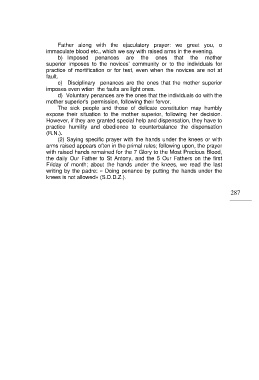 Father along with the ejaculatory prayer: we greet you, o
immaculate blood etc., which we say with raised arms in the evening.
b) Imposed penances are the ones that the mother
superior imposes to the novices' community or to the individuals for
practice of mortification or for test, even when the novices are not at
fault.
c) Disciplinary penances are the ones that the mother superior
imposes even when the faults are light ones.
d) Voluntary penances are the ones that the individuals do with the
mother superior's permission, following their fervor.
The sick people and those of delicate constitution may humbly
expose their situation to the mother superior, following her decision.
However, if they are granted special help and dispensation, they have to
practice humility and obedience to counterbalance the dispensation
(R.N.).
(2) Saying specific prayer with the hands under the knees or with
arms raised appears often in the primal rules; following upon, the prayer
with raised hands remained for the 7 Glory to the Most Precious Blood,
the daily Our Father to St Antony, and the 5 Our Fathers on the first
Friday of month; about the hands under the knees, we read the last
writing by the padre: « Doing penance by putting the hands under the
knees is not allowed» (S.D.D.Z.).
287